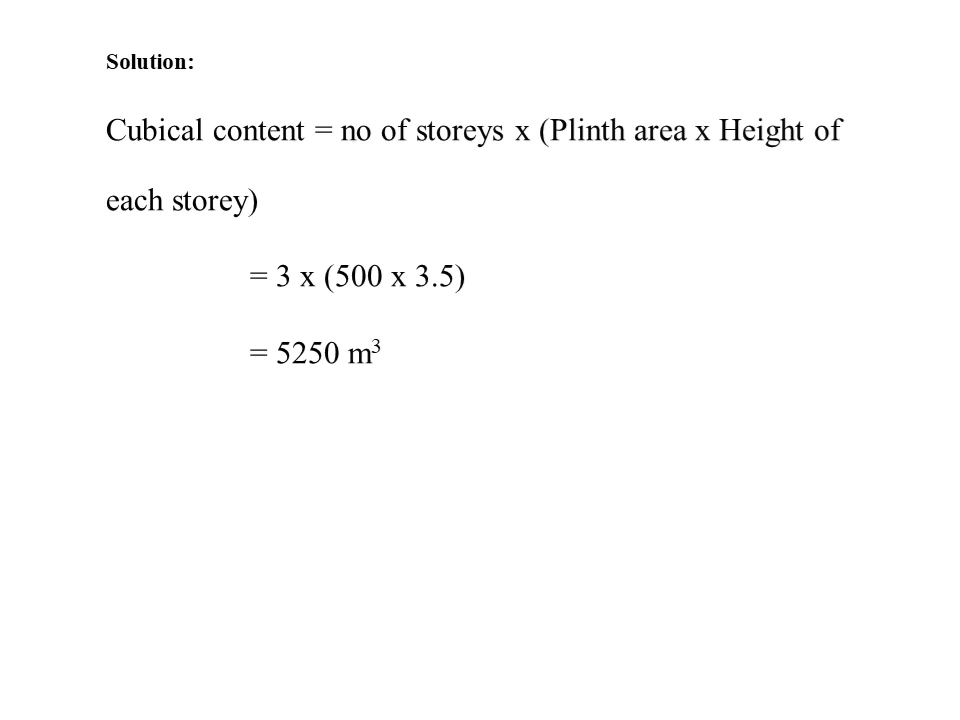 Solution:
Cubical content = no of storeys x (Plinth area x Height of
each storey)
= 3 x (500 x 3.5)
= 5250 m³